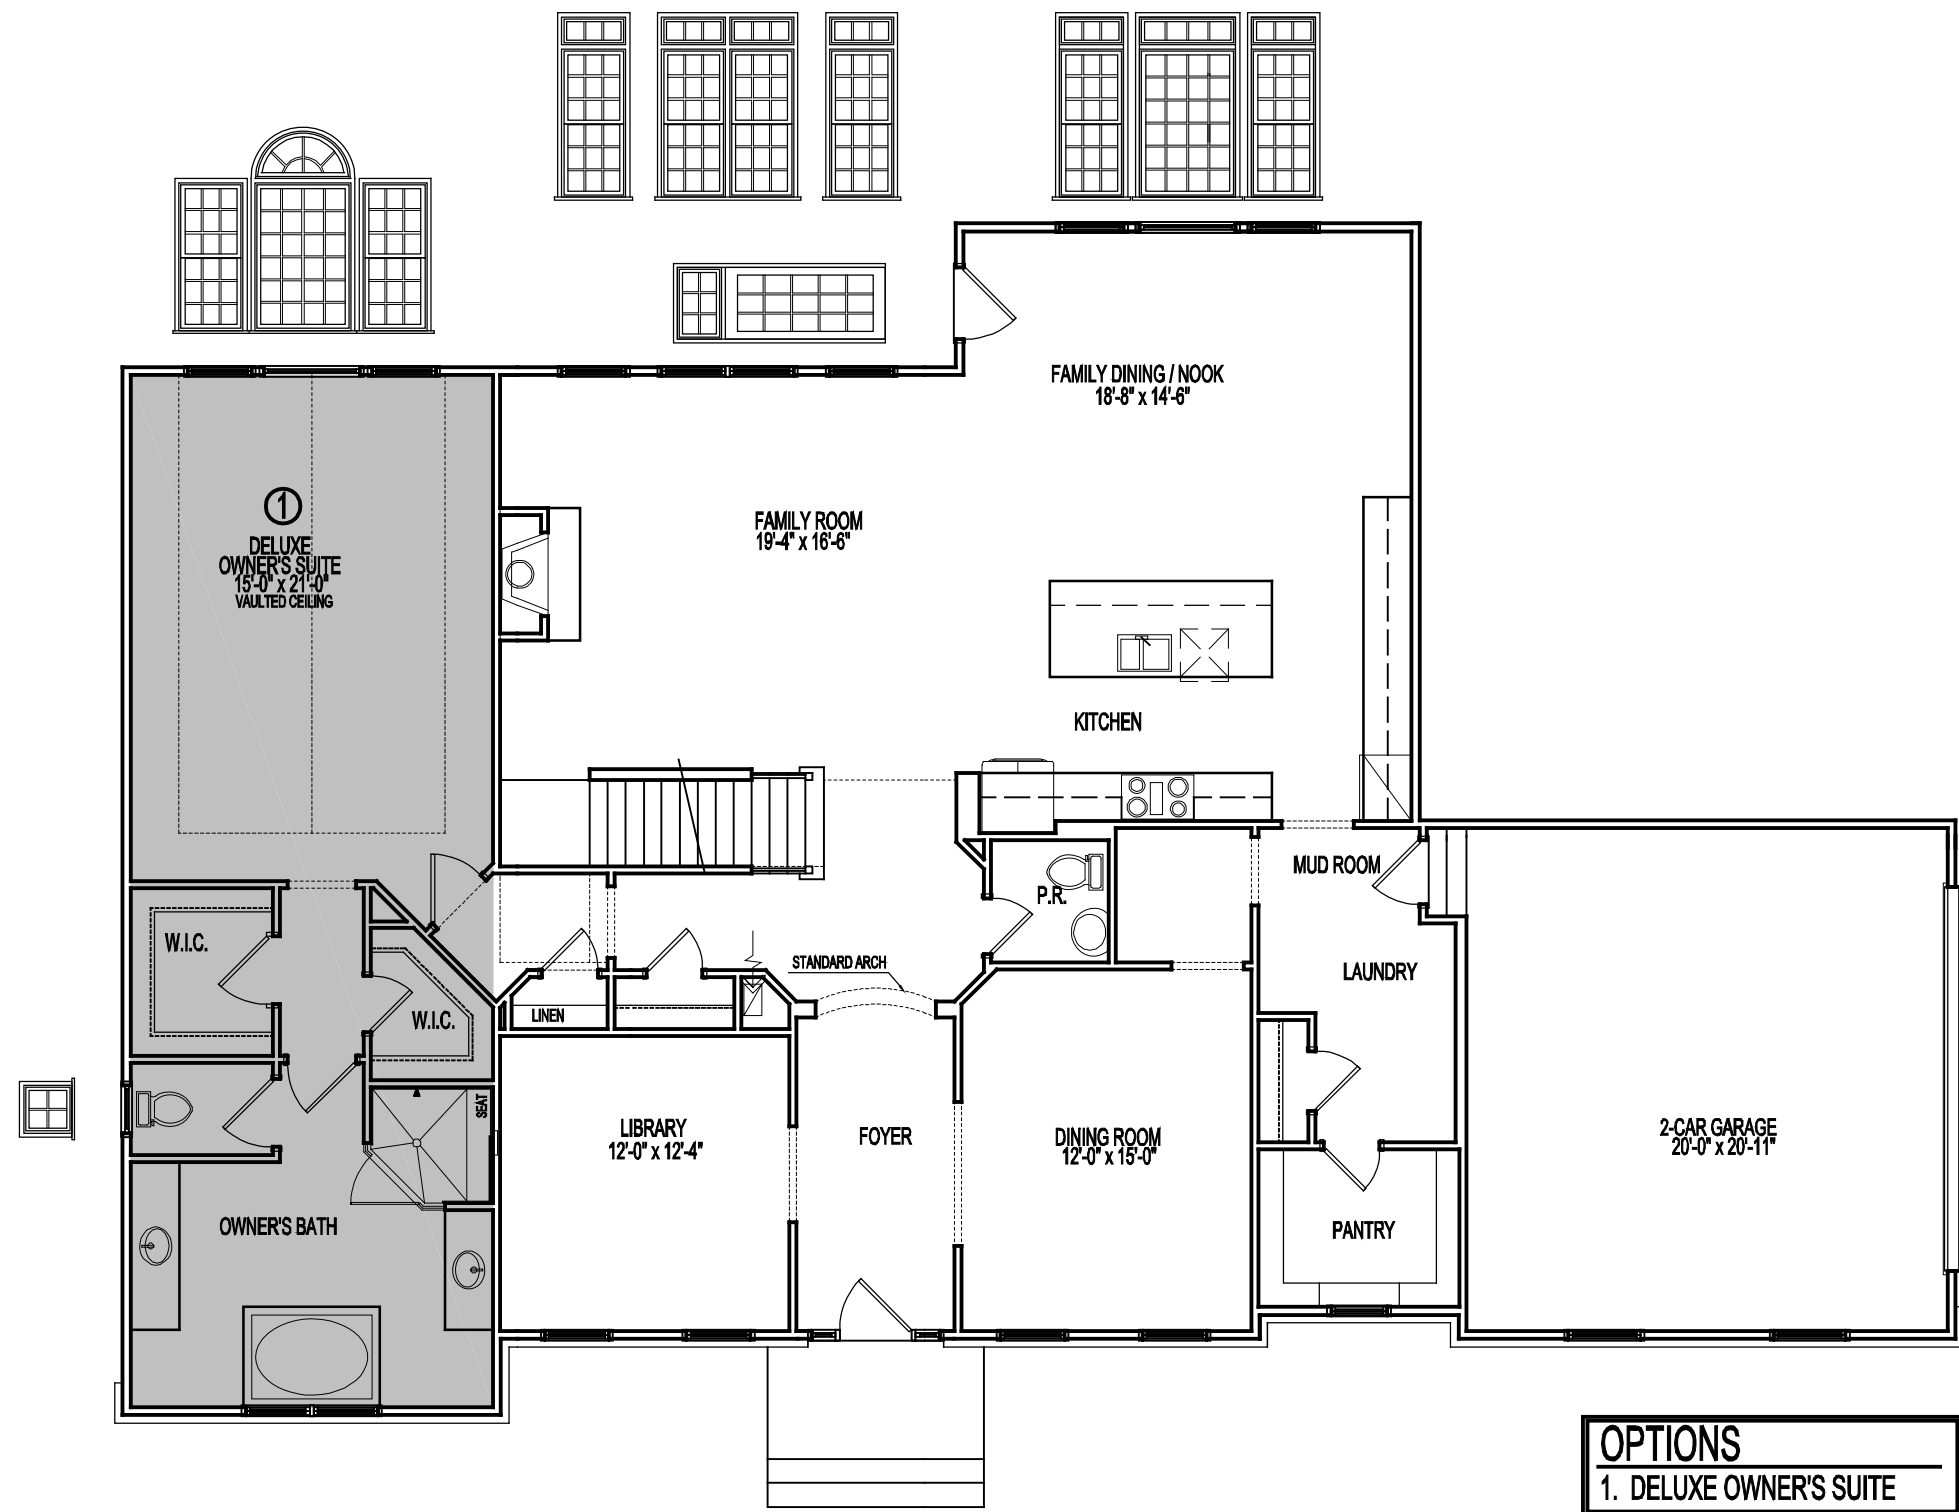 FAMILY DINING / NOOK
18'-8" x 14'-6"
1
DELUXE
OWNER'S SUITE
15'-0" x 21'-0"
VAULTED CEILING
FAMILY ROOM
19'-4" x 16'-6"
KITCHEN
MUD ROOM
P.R.
W.I.C.
STANDARD ARCH
LAUNDRY
W.I.C.
LINEN
SEAT
LIBRARY
12'-0" x 12'-4"
FOYER
DINING ROOM
12'-0" x 15'-0"
2-CAR GARAGE
20'-0" x 20'-11"
OWNER'S BATH
PANTRY
OPTIONS
1. DELUXE OWNER'S SUITE